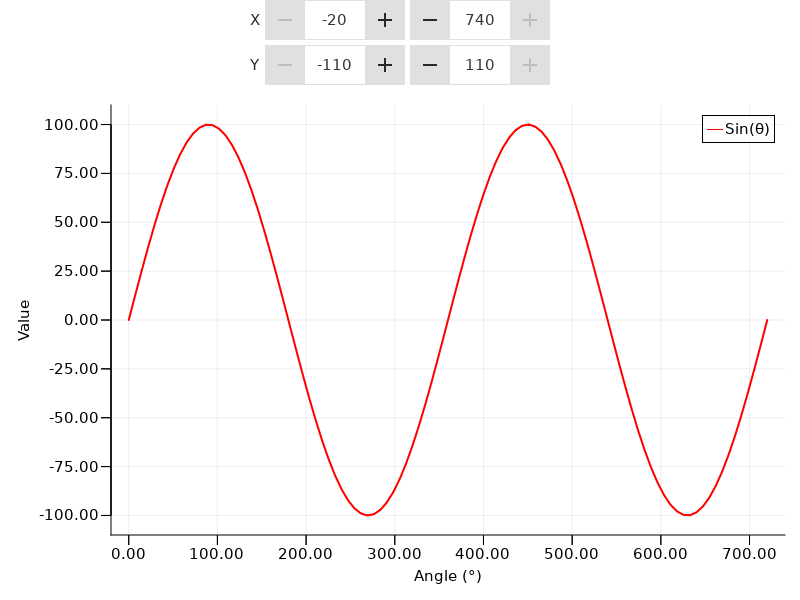 X − -20 + − 740 +
Y − -110 + − 110 +
Sin(θ)
100.00
75.00
50.00
25.00
0.00
-25.00
-50.00
-75.00
-100.00
Value
0.00 100.00 200.00 300.00 400.00 500.00 600.00 700.00
Angle (°)